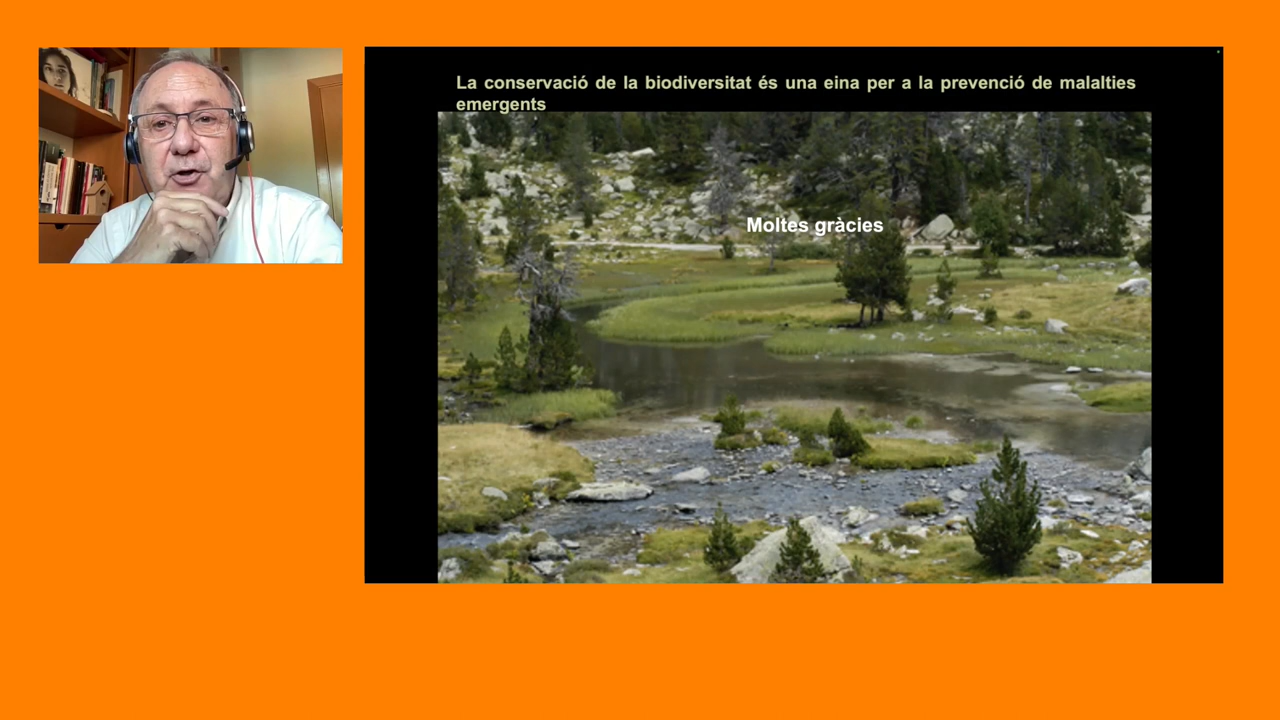 La conservació de la biodiversitat és una eina per a la prevenció de malalties
emergents
Moltes gràcies